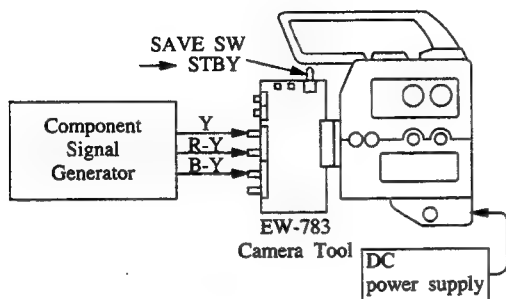 SAVE SW
→ STBY
Component
Signal
Generator
Y
R-Y
B-Y
EW-783
Camera Tool
DC
power supply